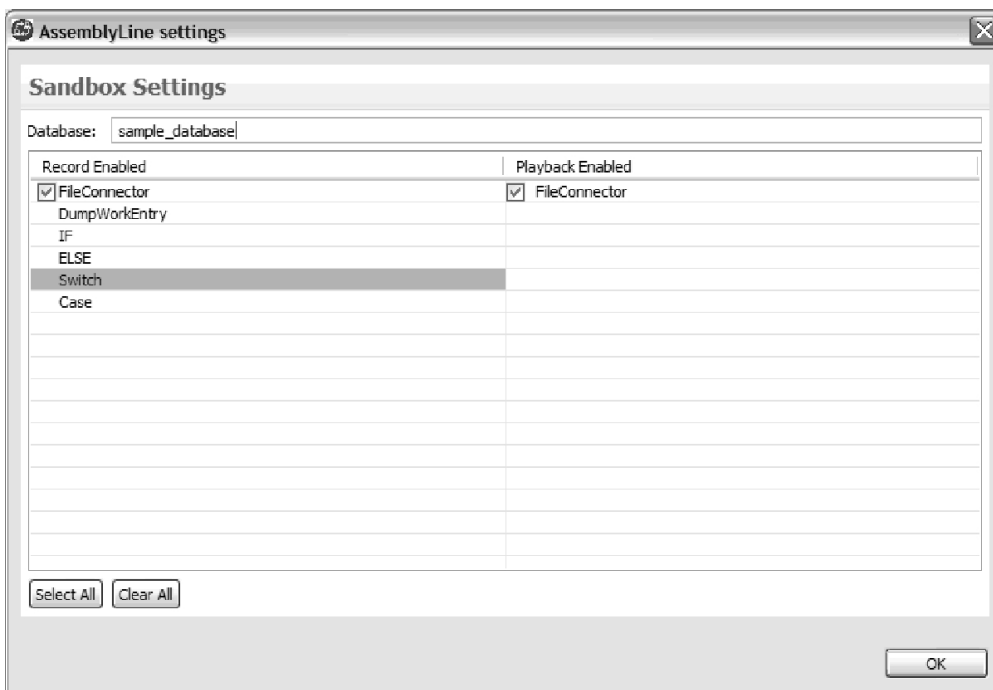 AssemblyLine settings
Sandbox Settings
Database: sample_database
Record Enabled Playback Enabled
FileConnector FileConnector
DumpWorkEntry
IF
ELSE
Switch
Case
Select All Clear All
OK